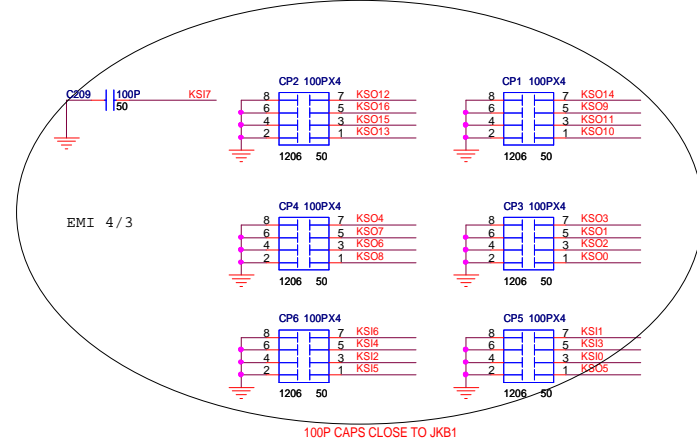 CP2 100PX4
CP1 100PX4
C209 100P KSI7
50
8 7 KSO12
6 5 KSO16
4 3 KSO15
2 1 KSO13
1206 50
8 7 KSO14
6 5 KSO9
4 3 KSO11
2 1 KSO10
1206 50
EMI 4/3
CP4 100PX4
8 7 KSO4
6 5 KSO7
4 3 KSO6
2 1 KSO8
1206 50
CP3 100PX4
8 7 KSO3
6 5 KSO1
4 3 KSO2
2 1 KSO0
1206 50
CP6 100PX4
8 7 KSI6
6 5 KSI4
4 3 KSI2
2 1 KSI5
1206 50
CP5 100PX4
8 7 KSI1
6 5 KSI3
4 3 KSI0
2 1 KSO5
1206 50
100P CAPS CLOSE TO JKB1